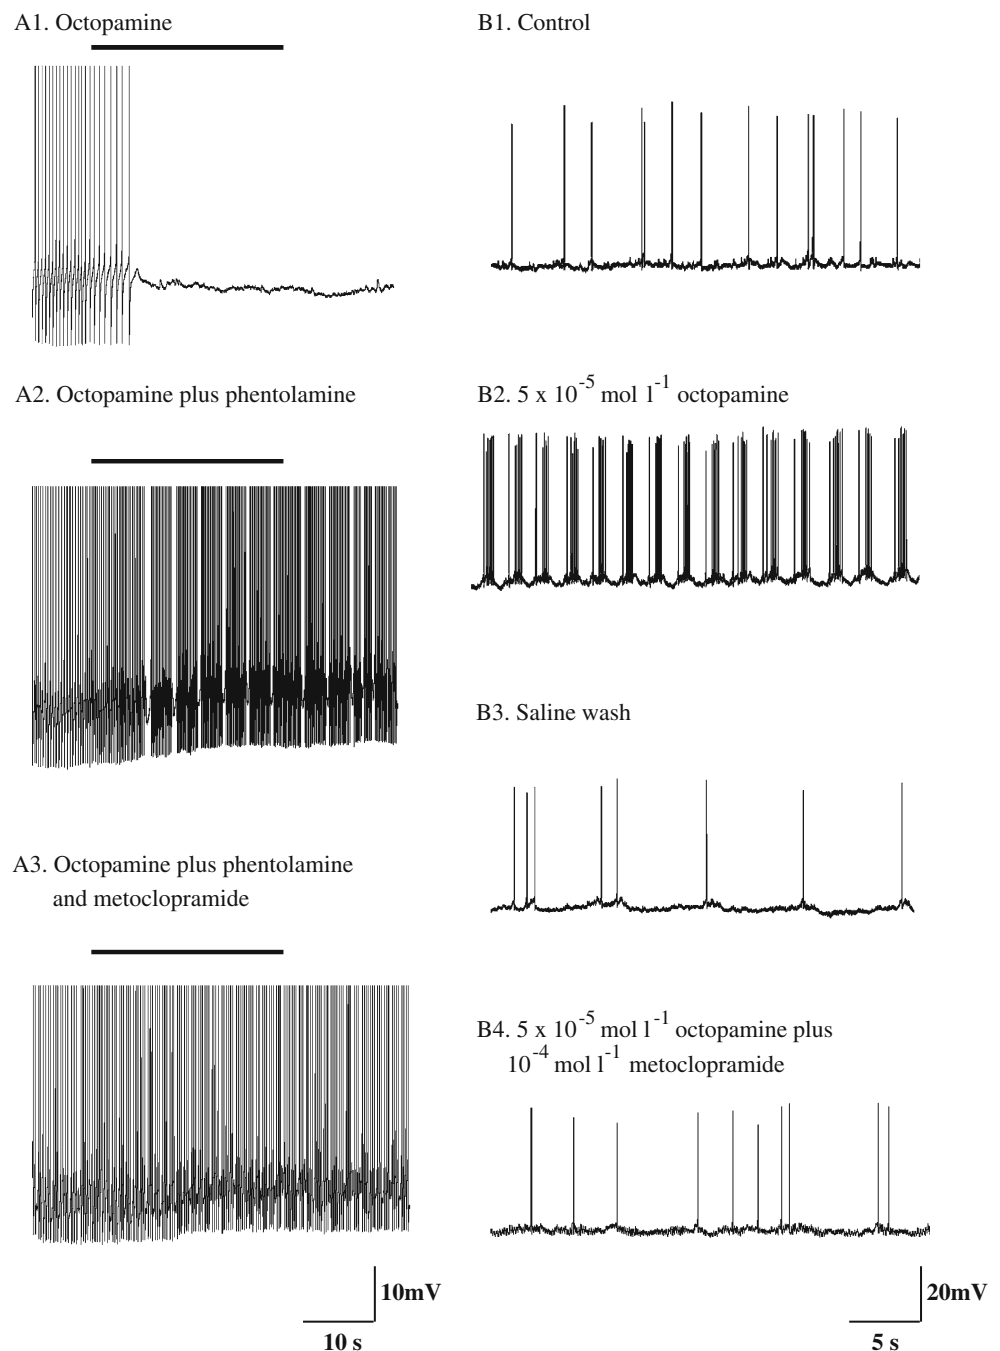 A1. Octopamine
A2. Octopamine plus phentolamine
A3. Octopamine plus phentolamine
and metoclopramide
10mV
10 s
B1. Control
B2. 5 x 10⁻⁵ mol l⁻¹ octopamine
B3. Saline wash
B4. 5 x 10⁻⁵ mol l⁻¹ octopamine plus
10⁻⁴ mol l⁻¹ metoclopramide
20mV
5 s